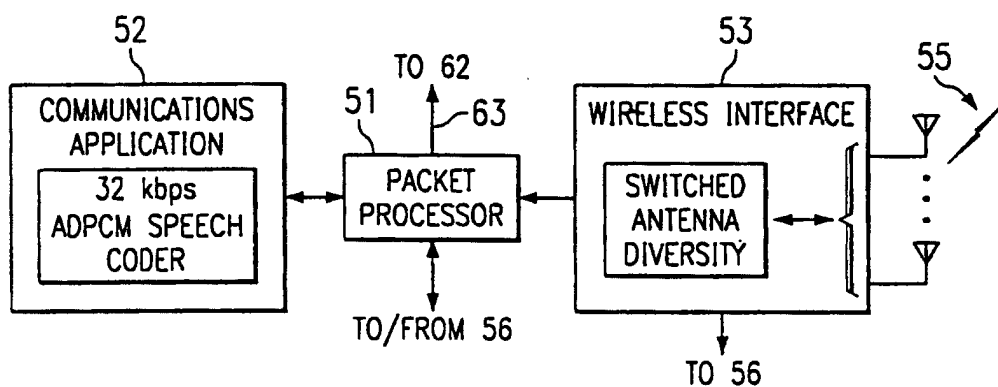 52
COMMUNICATIONS
APPLICATION
32 kbps
ADPCM SPEECH
CODER
TO 62
51
63
PACKET
PROCESSOR
TO/FROM 56
53
WIRELESS INTERFACE
SWITCHED
ANTENNA
DIVERSITY
TO 56
55